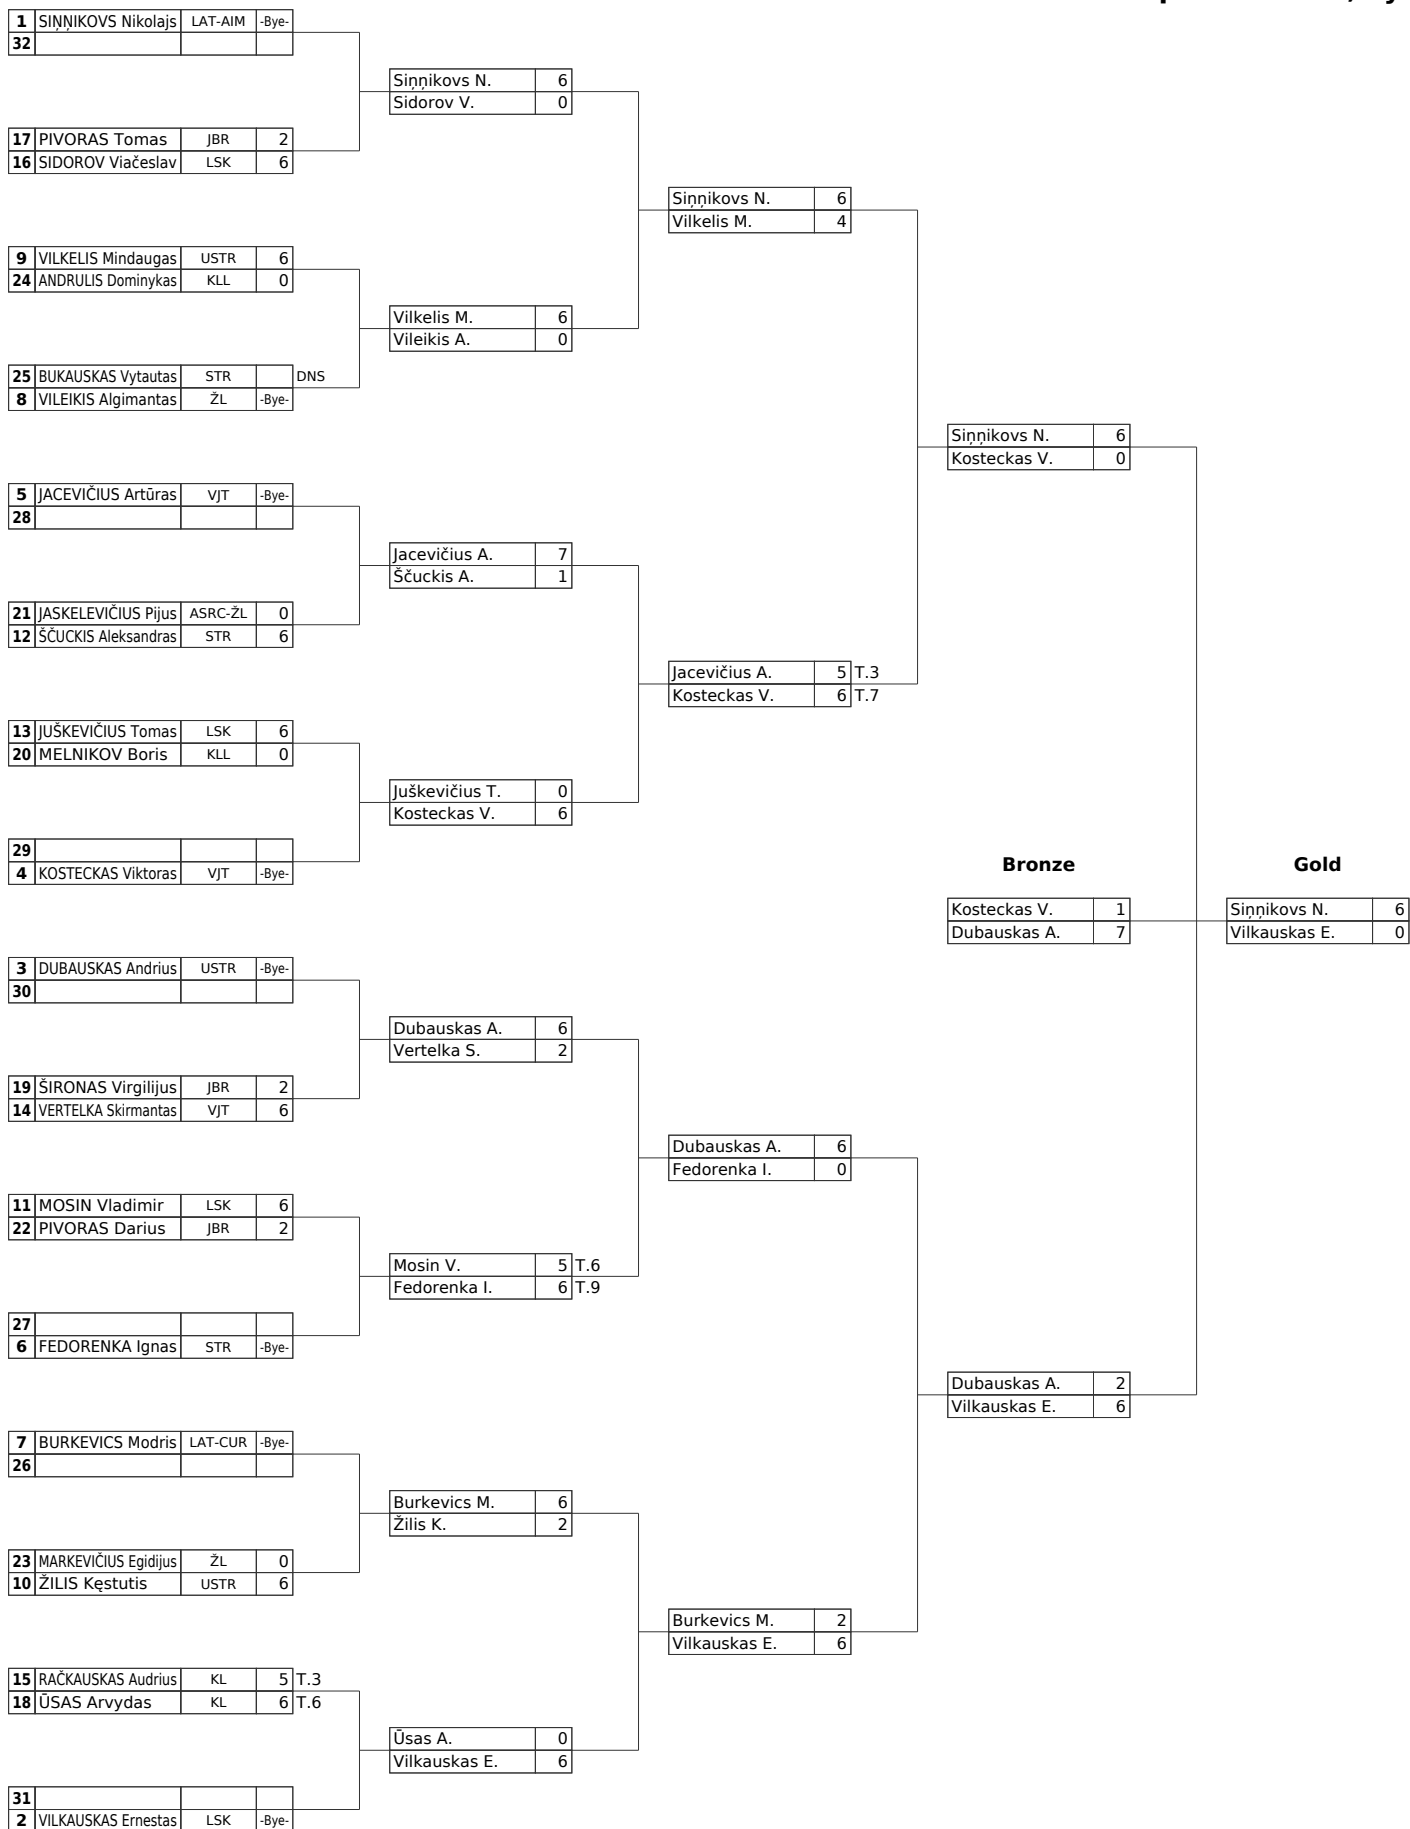 1 SIŅŅIKOVS Nikolajs LAT-AIM -Bye-
32
Siņņikovs N. 6
Sidorov V. 0
17 PIVORAS Tomas JBR 2
16 SIDOROV Viačeslav LSK 6
Siņņikovs N. 6
Vilkelis M. 4
9 VILKELIS Mindaugas USTR 6
24 ANDRULIS Dominykas KLL 0
Vilkelis M. 6
Vileikis A. 0
25 BUKAUSKAS Vytautas STR DNS
8 VILEIKIS Algimantas ŽL -Bye-
Siņņikovs N. 6
Kosteckas V. 0
5 JACEVIČIUS Artūras VJT -Bye-
28
Jacevičius A. 7
Ščuckis A. 1
21 JASKELEVIČIUS Pijus ASRC-ŽL 0
12 ŠČUCKIS Aleksandras STR 6
Jacevičius A. 5 T.3
Kosteckas V. 6 T.7
13 JUŠKEVIČIUS Tomas LSK 6
20 MELNIKOV Boris KLL 0
Juškevičius T. 0
Kosteckas V. 6
29
4 KOSTECKAS Viktoras VJT -Bye-
Bronze Gold
Kosteckas V. 1 Siņņikovs N. 6
Dubauskas A. 7 Vilkauskas E. 0
3 DUBAUSKAS Andrius USTR -Bye-
30
Dubauskas A. 6
Vertelka S. 2
19 ŠIRONAS Virgilijus JBR 2
14 VERTELKA Skirmantas VJT 6
Dubauskas A. 6
Fedorenka I. 0
11 MOSIN Vladimir LSK 6
22 PIVORAS Darius JBR 2
Mosin V. 5 T.6
Fedorenka I. 6 T.9
27
6 FEDORENKA Ignas STR -Bye-
Dubauskas A. 2
Vilkauskas E. 6
7 BURKEVICS Modris LAT-CUR -Bye-
26
Burkevics M. 6
Žilis K. 2
23 MARKEVIČIUS Egidijus ŽL 0
10 ŽILIS Kęstutis USTR 6
Burkevics M. 2
Vilkauskas E. 6
15 RAČKAUSKAS Audrius KL 5 T.3
18 ŪSAS Arvydas KL 6 T.6
Ūsas A. 0
Vilkauskas E. 6
31
2 VILKAUSKAS Ernestas LSK -Bye-